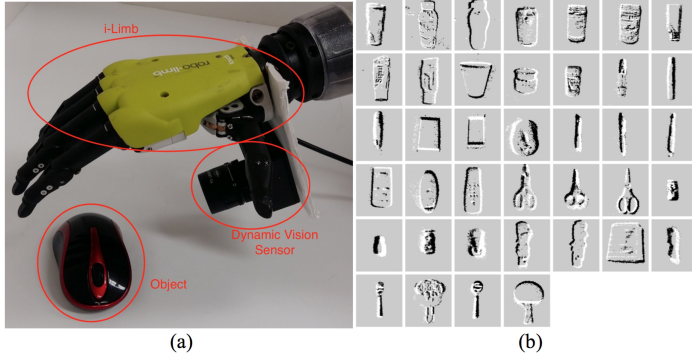 i-Limb
robo-limb
Dynamic Vision
Sensor
Object
(a)
(b)